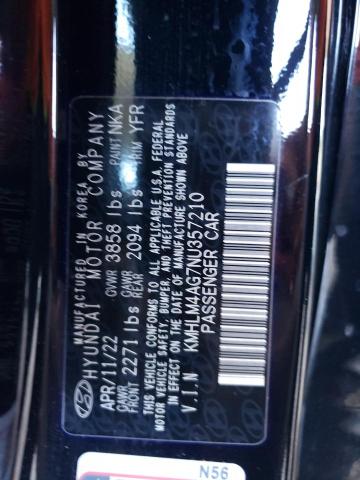 MANUFACTURED IN KOREA BY
HYUNDAI MOTOR COMPANY
APR/11/22 GVWR 3858 lbs PAINT NKA
GAWR FRONT 2271 lbs GAWR REAR 2094 lbs TRIM YFR
THIS VEHICLE CONFORMS TO ALL APPLICABLE U.S.A. FEDERAL
MOTOR VEHICLE SAFETY, BUMPER, AND THEFT PREVENTION STANDARDS
IN EFFECT ON THE DATE OF MANUFACTURE SHOWN ABOVE
V.I.N KMHLM4AG7NU357210
PASSENGER CAR
N56